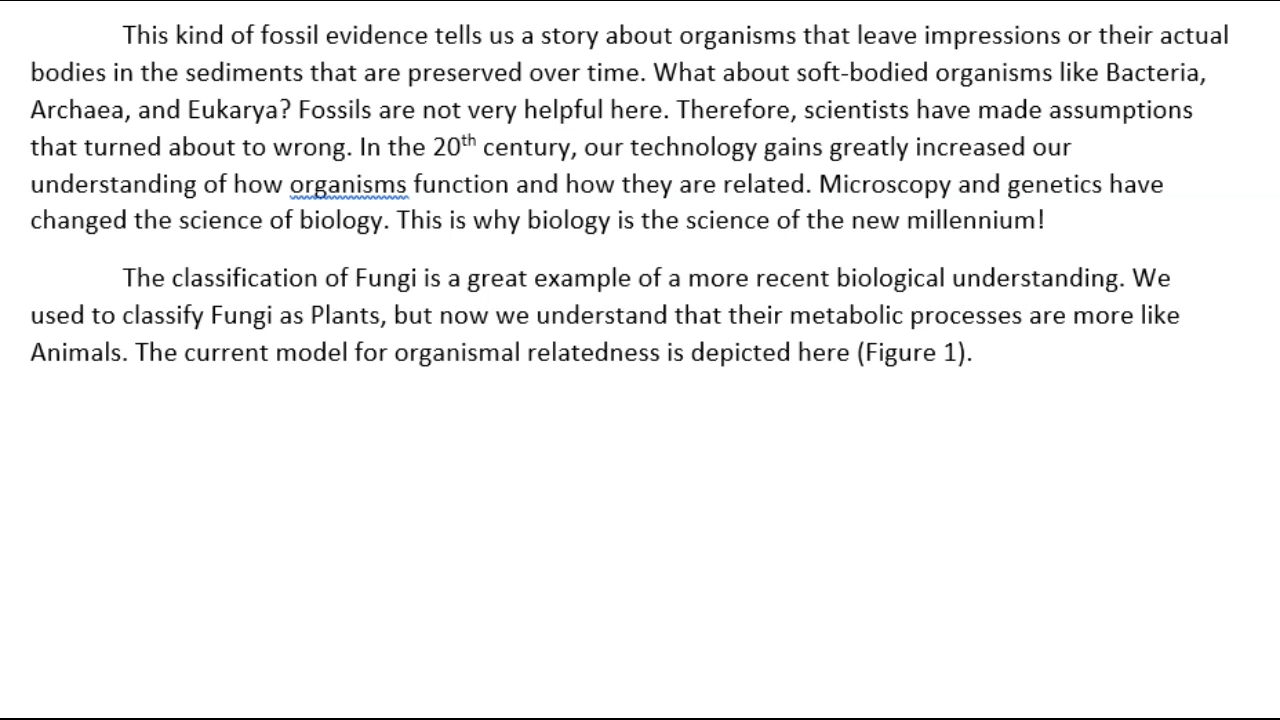 This kind of fossil evidence tells us a story about organisms that leave impressions or their actual
bodies in the sediments that are preserved over time. What about soft-bodied organisms like Bacteria,
Archaea, and Eukarya? Fossils are not very helpful here. Therefore, scientists have made assumptions
that turned about to wrong. In the 20th century, our technology gains greatly increased our
understanding of how organisms function and how they are related. Microscopy and genetics have
changed the science of biology. This is why biology is the science of the new millennium!
The classification of Fungi is a great example of a more recent biological understanding. We
used to classify Fungi as Plants, but now we understand that their metabolic processes are more like
Animals. The current model for organismal relatedness is depicted here (Figure 1).